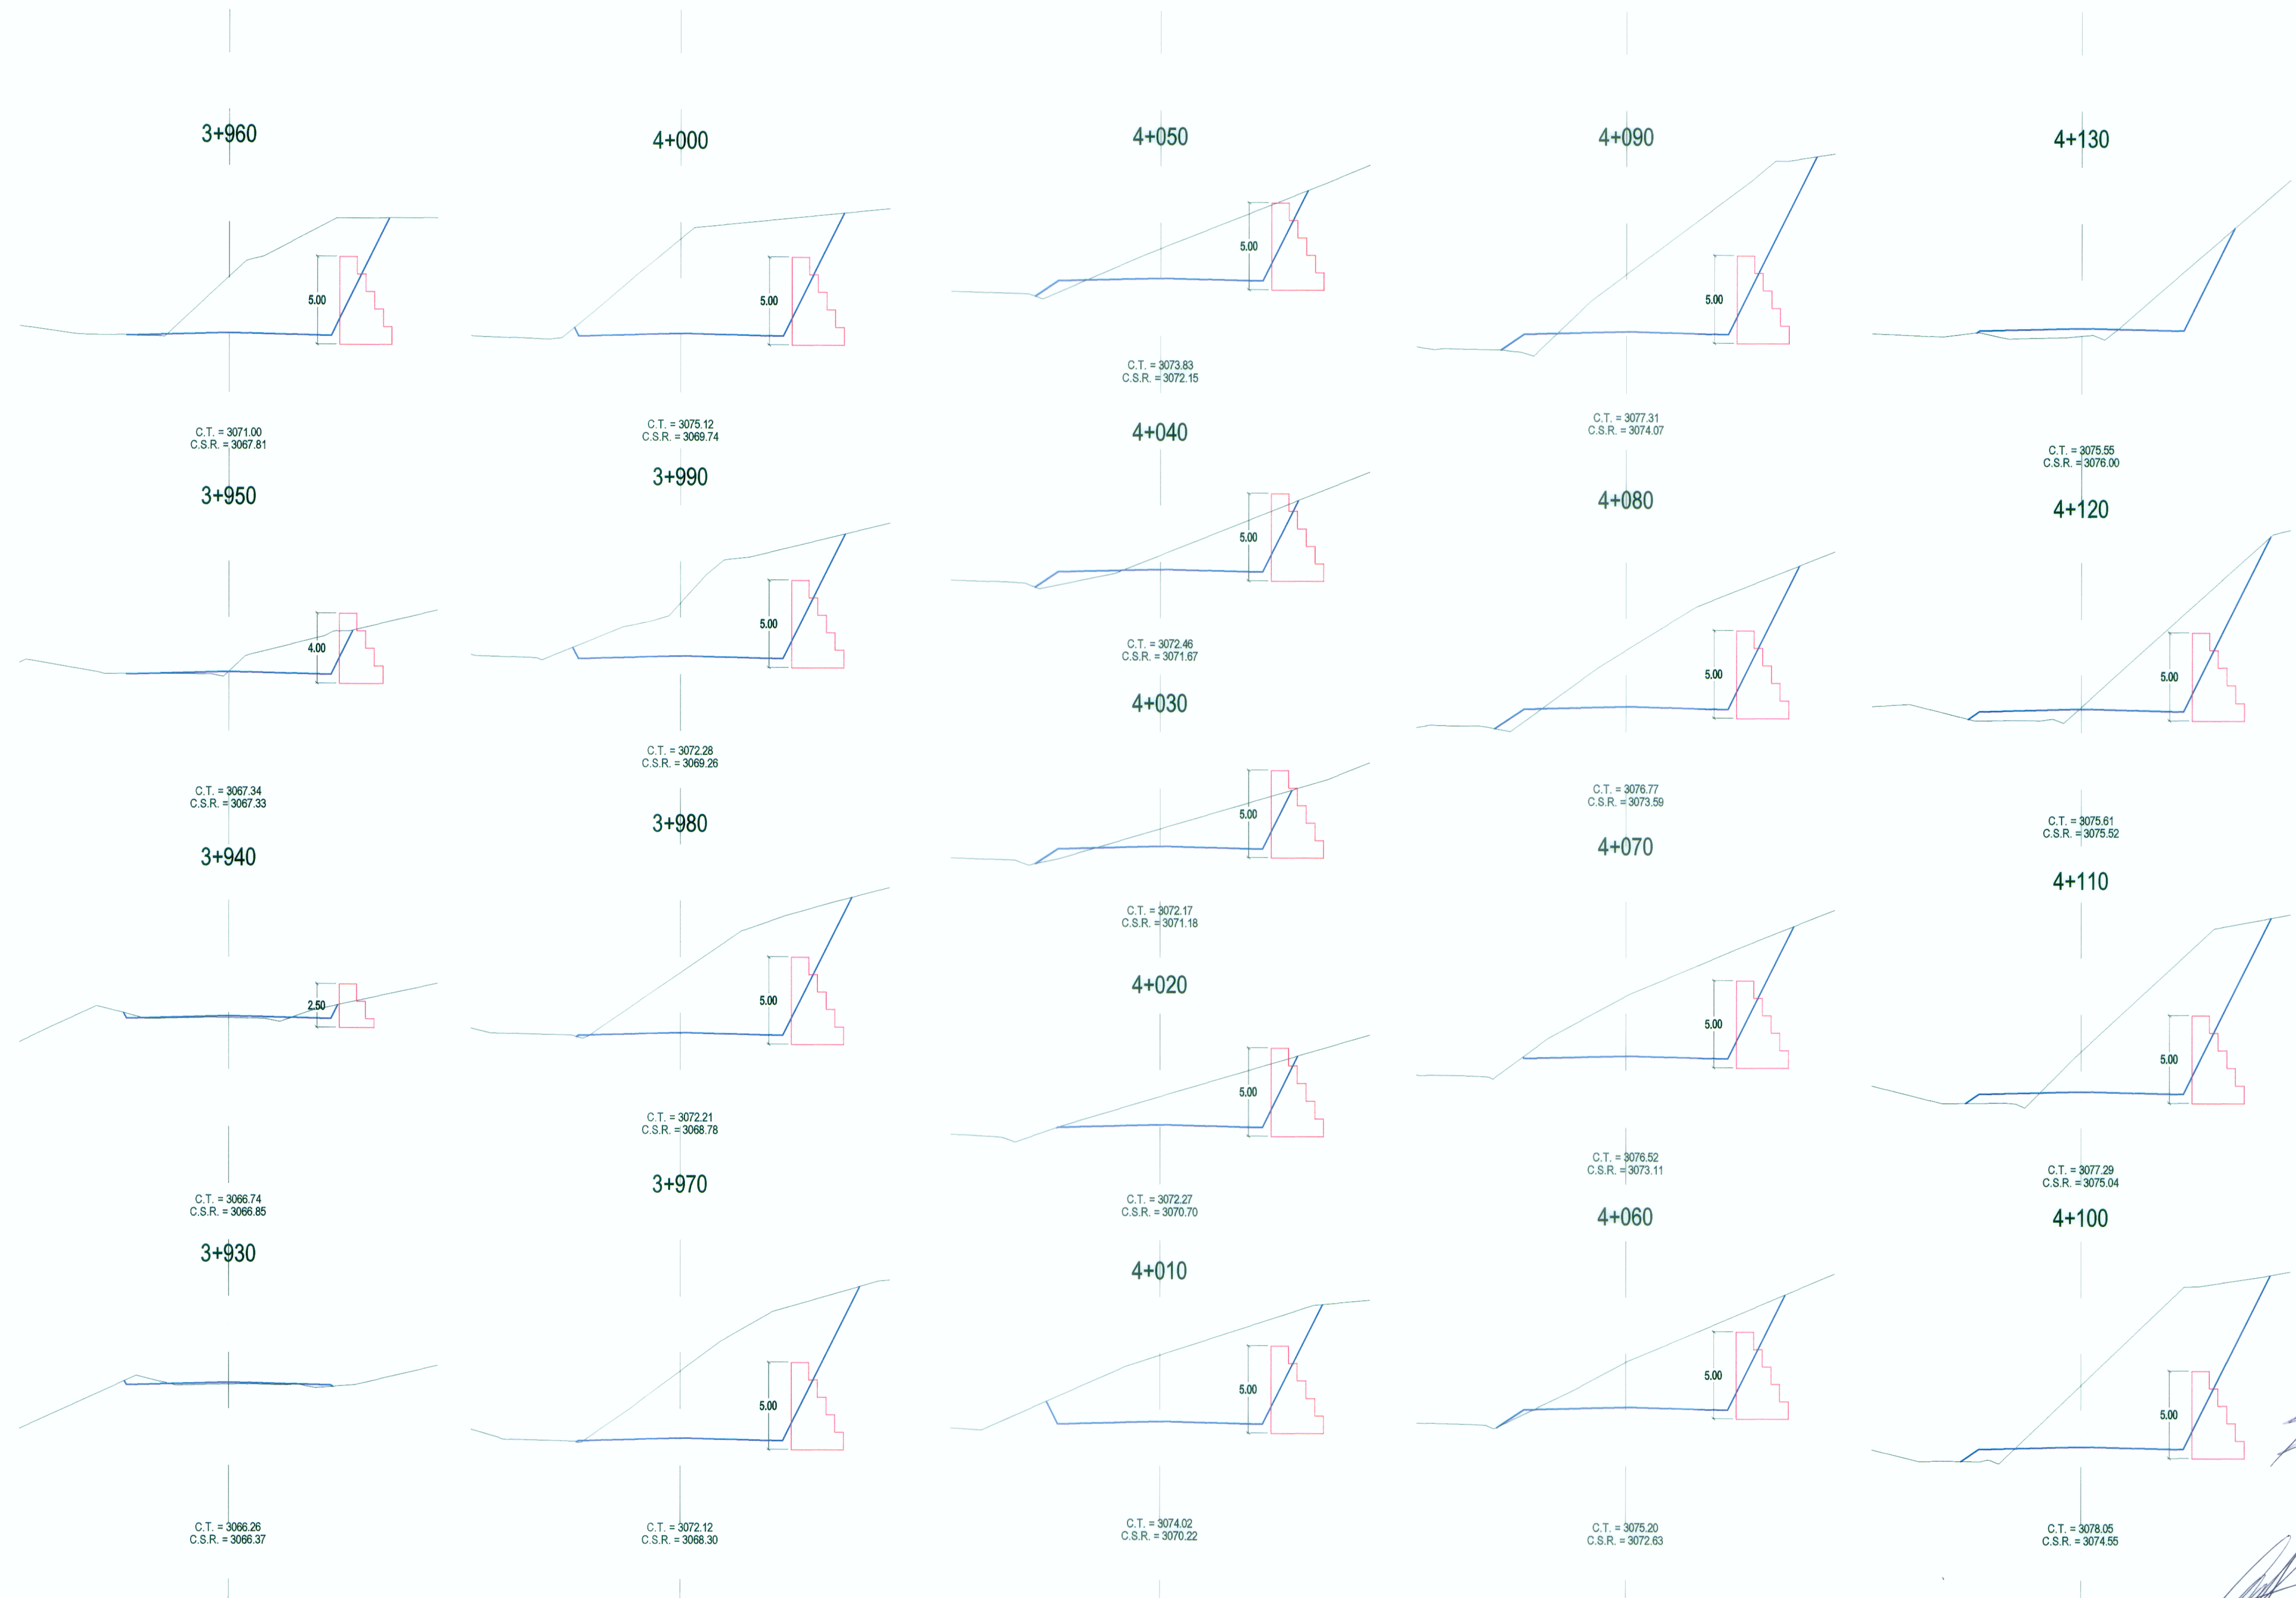 3+960
5.00
C.T. = 3071.00
C.S.R. = 3067.81
3+950
4.00
C.T. = 3067.34
C.S.R. = 3067.33
3+940
2.50
C.T. = 3066.74
C.S.R. = 3066.85
3+930
C.T. = 3066.26
C.S.R. = 3066.37
4+000
5.00
C.T. = 3075.12
C.S.R. = 3069.74
3+990
5.00
C.T. = 3072.28
C.S.R. = 3069.26
3+980
5.00
C.T. = 3072.21
C.S.R. = 3068.78
3+970
5.00
C.T. = 3072.12
C.S.R. = 3068.30
4+050
5.00
C.T. = 3073.83
C.S.R. = 3072.15
4+040
5.00
C.T. = 3072.46
C.S.R. = 3071.67
4+030
5.00
C.T. = 3072.17
C.S.R. = 3071.18
4+020
5.00
C.T. = 3072.27
C.S.R. = 3070.70
4+010
5.00
C.T. = 3074.02
C.S.R. = 3070.22
4+090
5.00
C.T. = 3077.31
C.S.R. = 3074.07
4+080
5.00
C.T. = 3076.77
C.S.R. = 3073.59
4+070
5.00
C.T. = 3076.52
C.S.R. = 3073.11
4+060
5.00
C.T. = 3075.20
C.S.R. = 3072.63
4+130
C.T. = 3075.55
C.S.R. = 3076.00
4+120
5.00
C.T. = 3075.61
C.S.R. = 3075.52
4+110
5.00
C.T. = 3077.29
C.S.R. = 3075.04
4+100
5.00
C.T. = 3078.05
C.S.R. = 3074.55